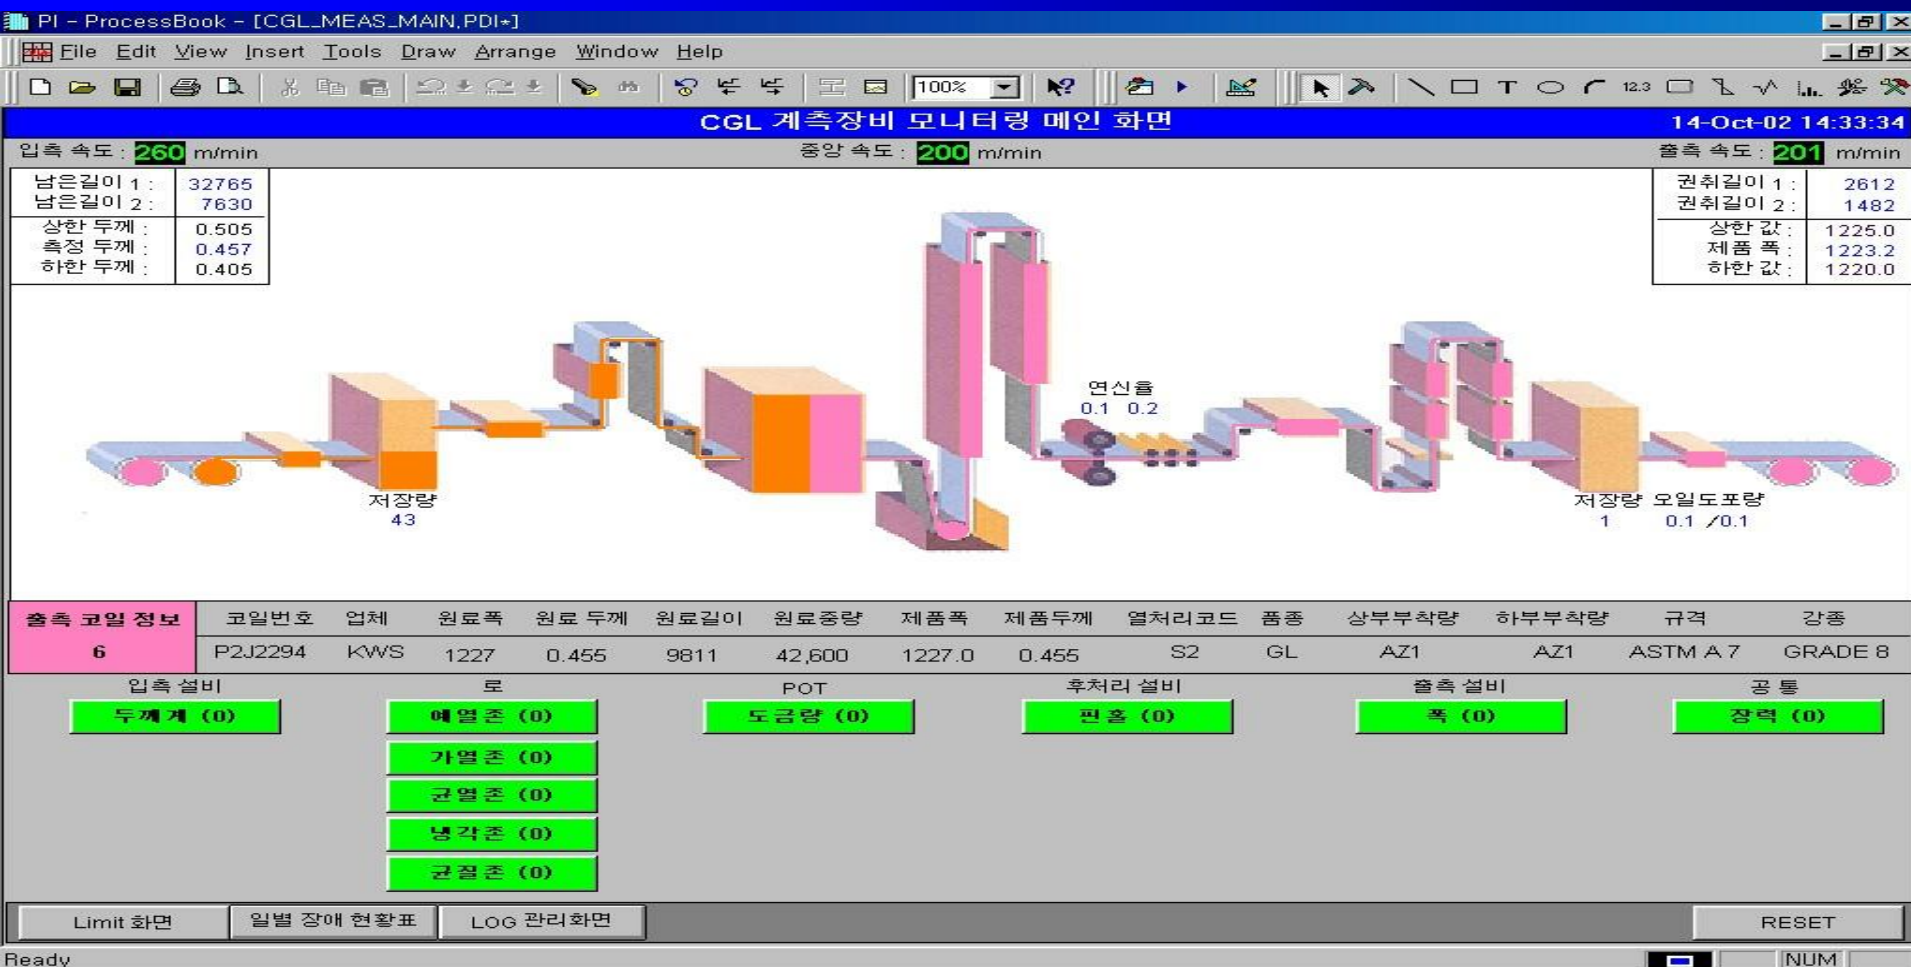 PI - ProcessBook - [CGL_MEAS_MAIN.PDI*]
File Edit View Insert Tools Draw Arrange Window Help
100%
T
12.3
CGL 계측장비 모니터링 메인 화면
14-Oct-02 14:33:34
입측 속도 : 260 m/min
중앙 속도 : 200 m/min
출측 속도 : 201 m/min
남은길이 1 : 32765
남은길이 2 : 7630
상한 두께 : 0.505
측정 두께 : 0.457
하한 두께 : 0.405
권취길이 1 : 2612
권취길이 2 : 1482
상한 값 : 1225.0
제품 폭 : 1223.2
하한 값 : 1220.0
연신율
0.1 0.2
저장량
43
저장량 오일도포량
1 0.1 /0.1
출측 코일 정보 코일번호 업체 원료폭 원료 두께 원료길이 원료중량 제품폭 제품두께 열처리코드 품종 상부부착량 하부부착량 규격 강종
6 P2J2294 KWS 1227 0.455 9811 42,600 1227.0 0.455 S2 GL AZ1 AZ1 ASTM A 7 GRADE 8
입측 설비 로 POT 후처리 설비 출측 설비 공 통
두께계 (0) 예열존 (0) 도금량 (0) 핀홀 (0) 폭 (0) 장력 (0)
가열존 (0)
균열존 (0)
냉각존 (0)
균질존 (0)
Limit 화면 일별 장애 현황표 LOG 관리화면 RESET
Ready NUM